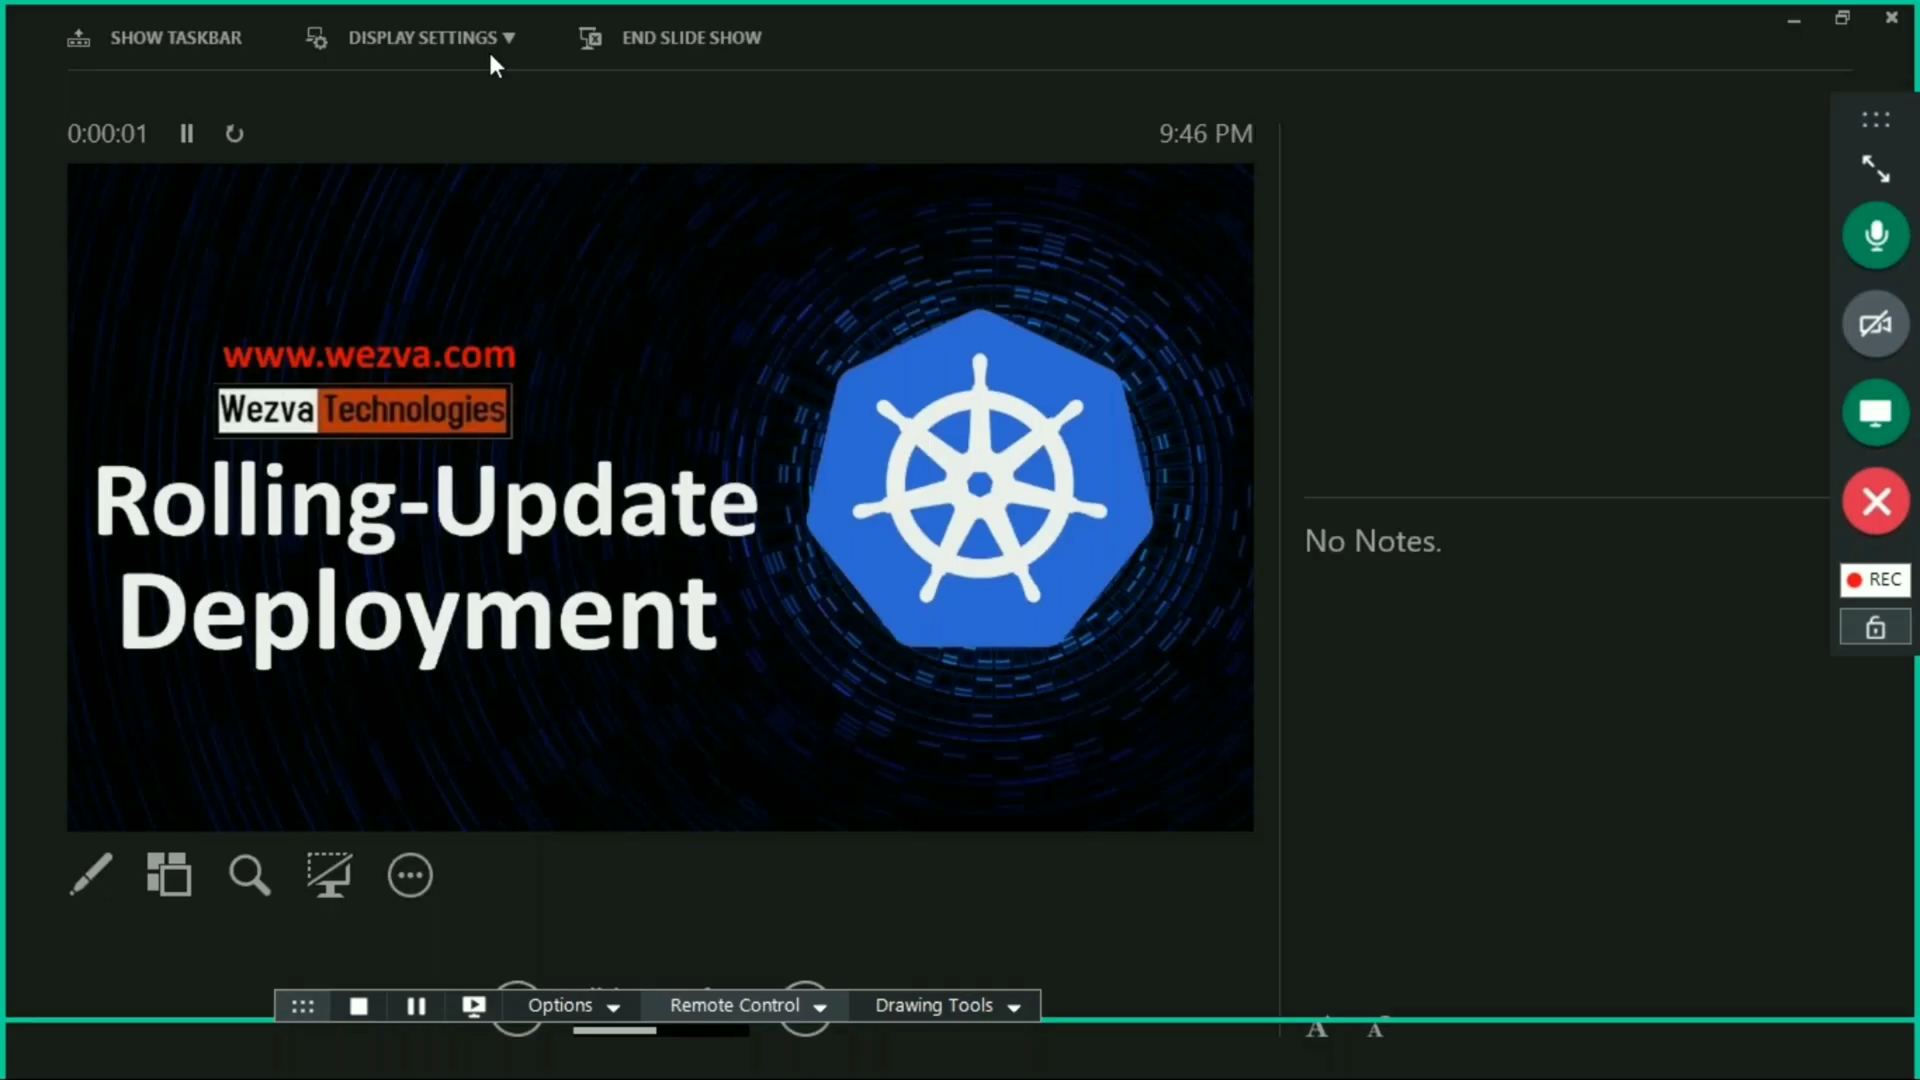 SHOW TASKBAR
DISPLAY SETTINGS
END SLIDE SHOW
0:00:01
9:46 PM
www.wezva.com
Wezva Technologies
Rolling-Update
Deployment
No Notes.
REC
Options
Remote Control
Drawing Tools
A
A